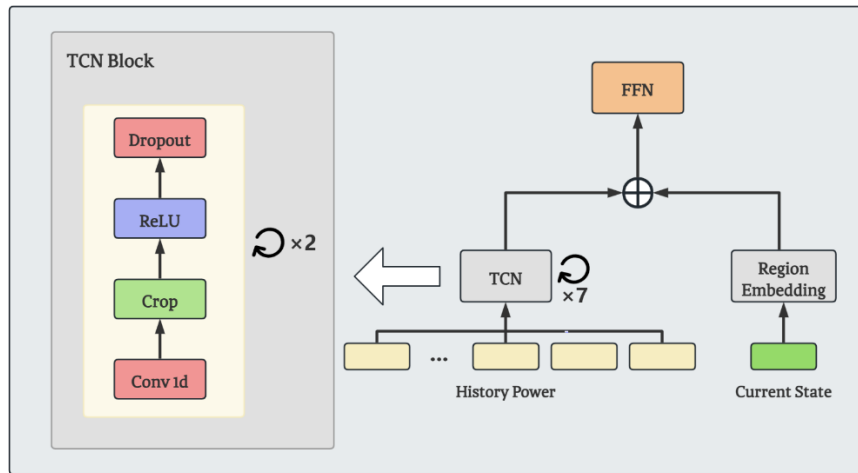 TCN Block
Dropout
ReLU
Crop
Conv 1d
×2
FFN
TCN
×7
Region
Embedding
...
History Power
Current State